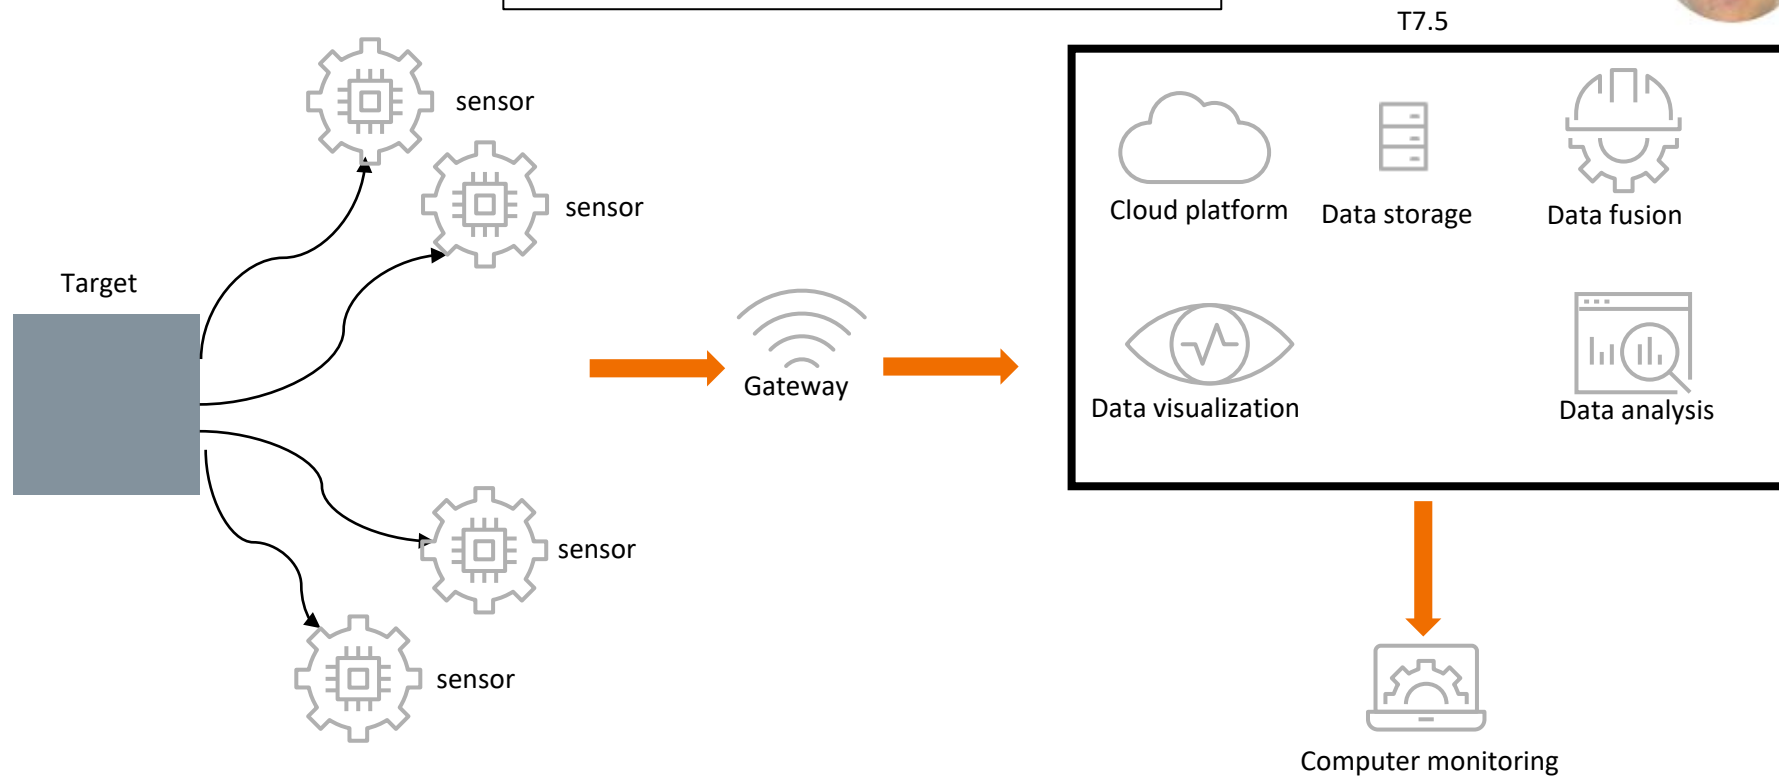 T7.5
sensor
sensor
Target
Cloud platform
Data storage
Data fusion
Gateway
Data visualization
Data analysis
sensor
sensor
Computer monitoring